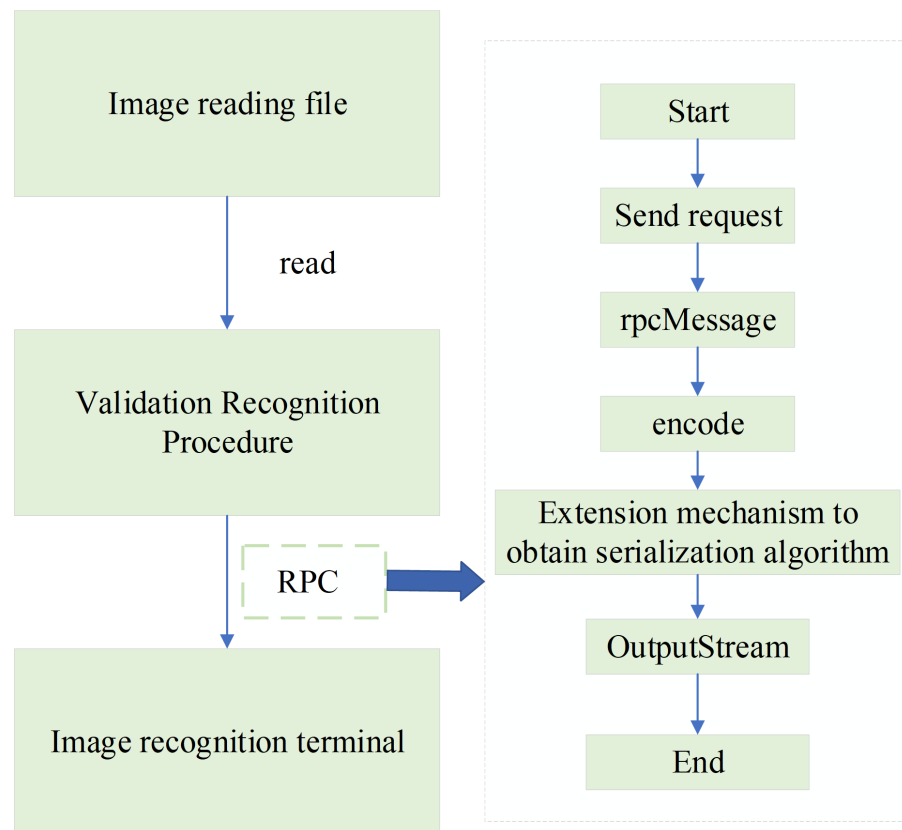 Image reading file
read
Validation Recognition
Procedure
RPC
Image recognition terminal
Start
Send request
rpcMessage
encode
Extension mechanism to
obtain serialization algorithm
OutputStream
End